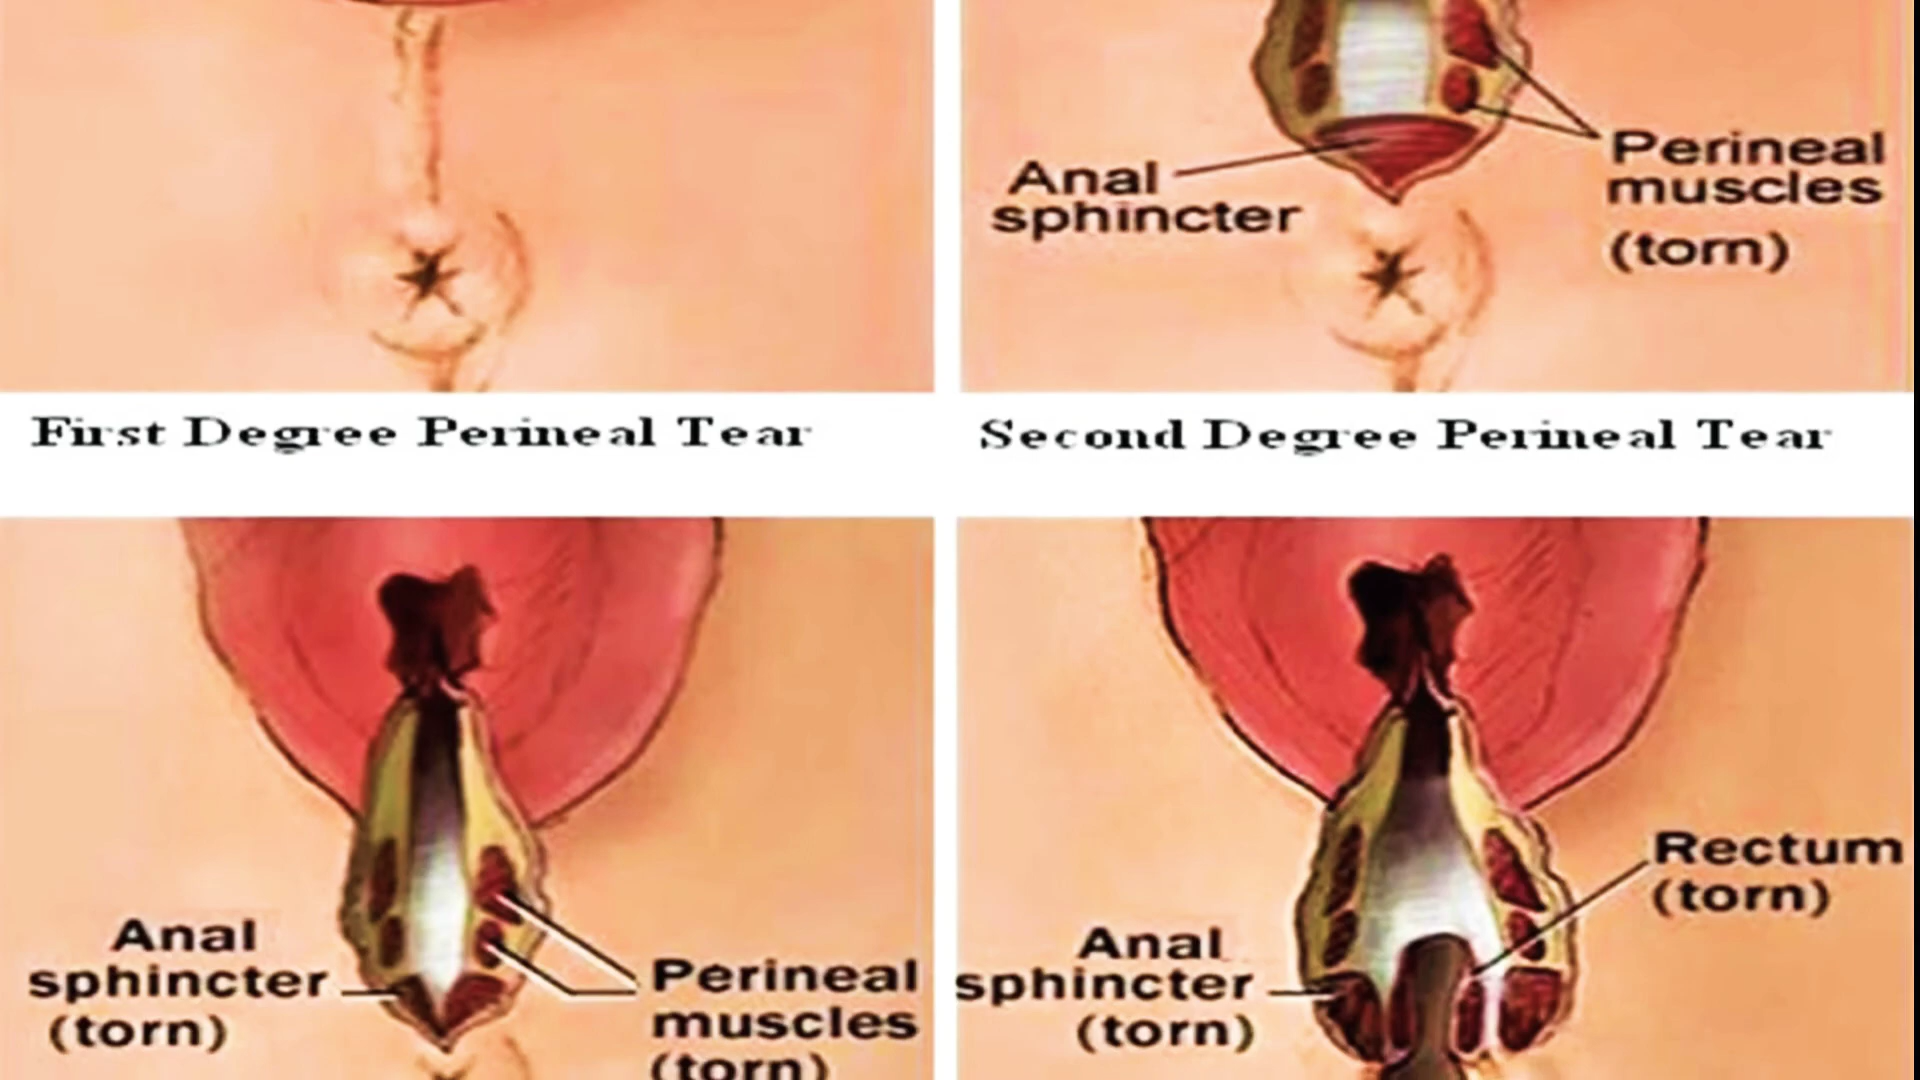 Perineal
muscles
(torn)
Anal
sphincter
First Degree Perineal Tear
Second Degree Perineal Tear
Anal
sphincter
(torn)
Perineal
muscles
(torn)
Rectum
(torn)
Anal
sphincter
(torn)